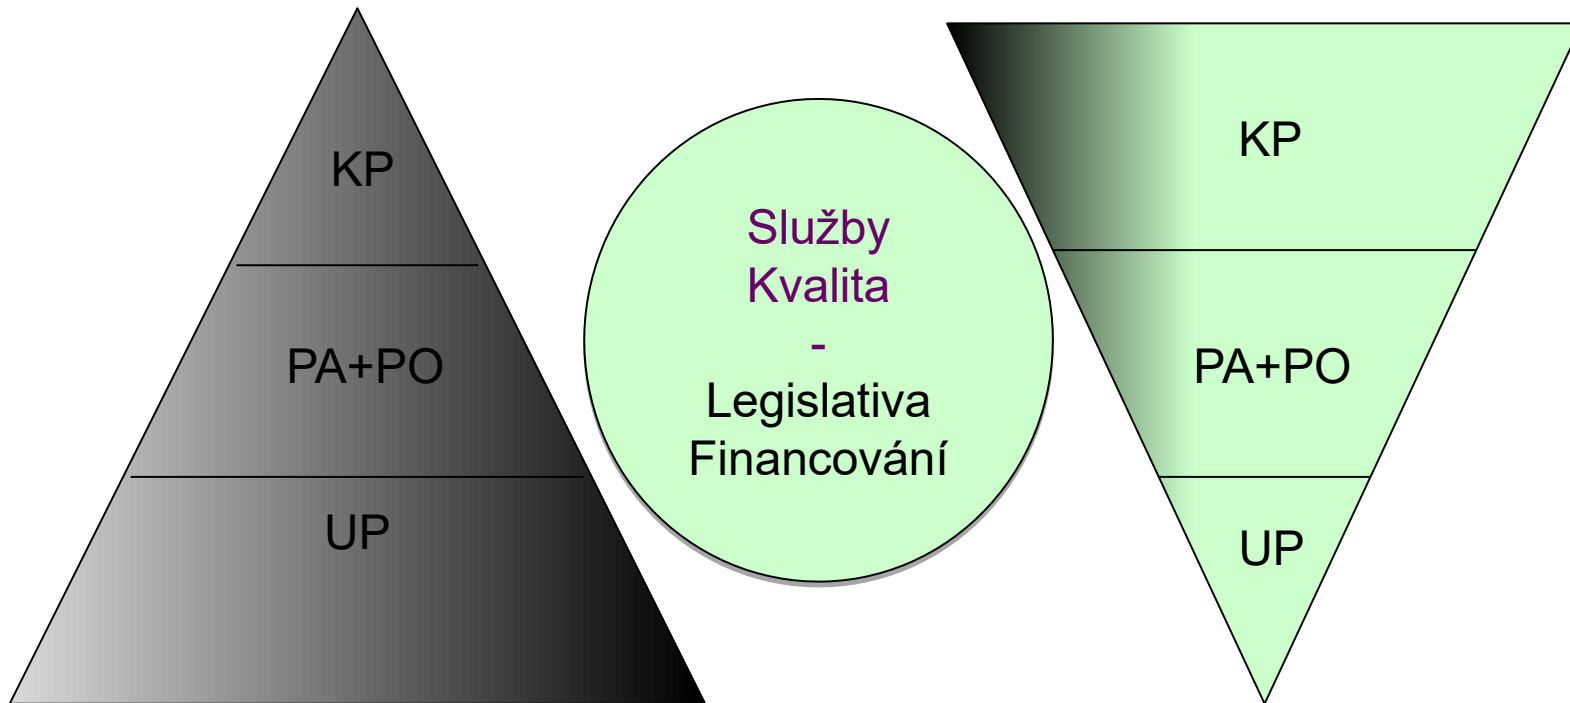 KP
PA+PO
UP
Služby
Kvalita
-
Legislativa
Financování
KP
PA+PO
UP